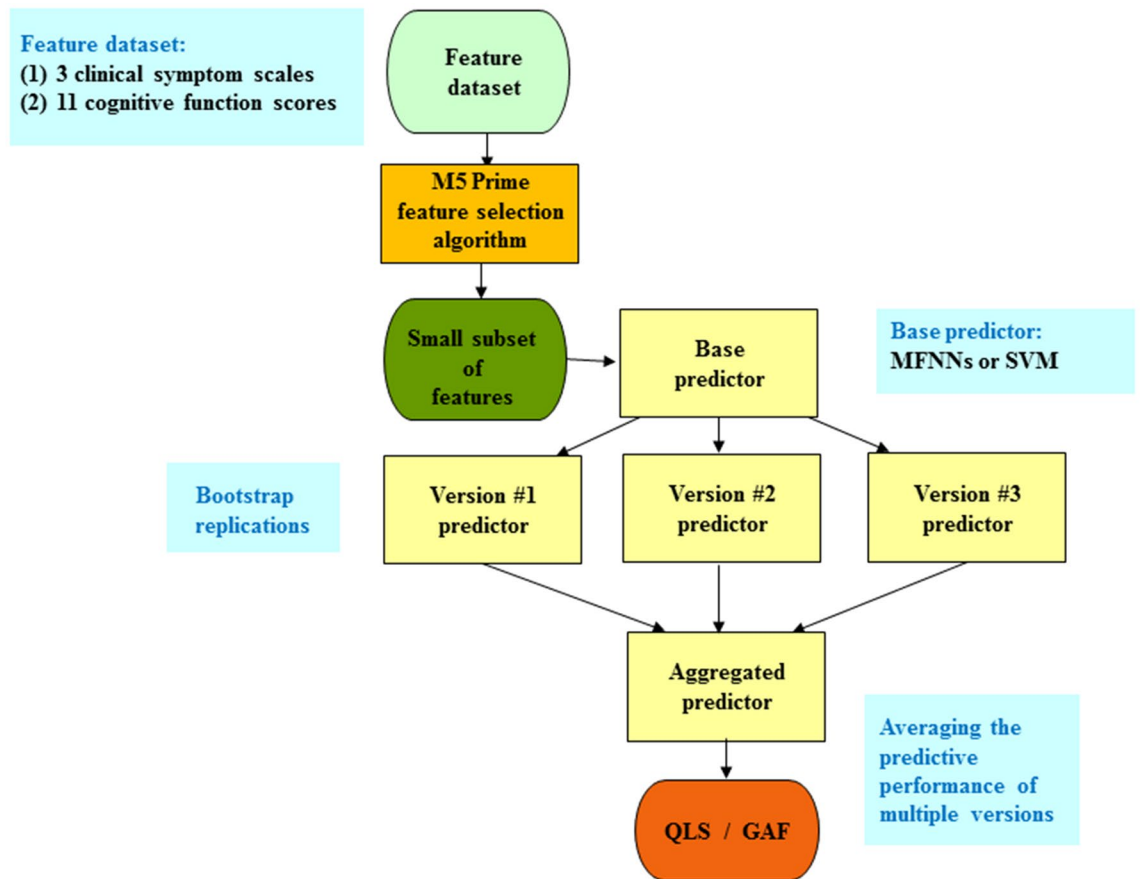 Feature dataset:
(1) 3 clinical symptom scales
(2) 11 cognitive function scores
Feature
dataset
M5 Prime
feature selection
algorithm
Small subset
of
features
Base
predictor
Base predictor:
MFNNs or SVM
Bootstrap
replications
Version #1
predictor
Version #2
predictor
Version #3
predictor
Aggregated
predictor
Averaging the
predictive
performance of
multiple versions
QLS / GAF